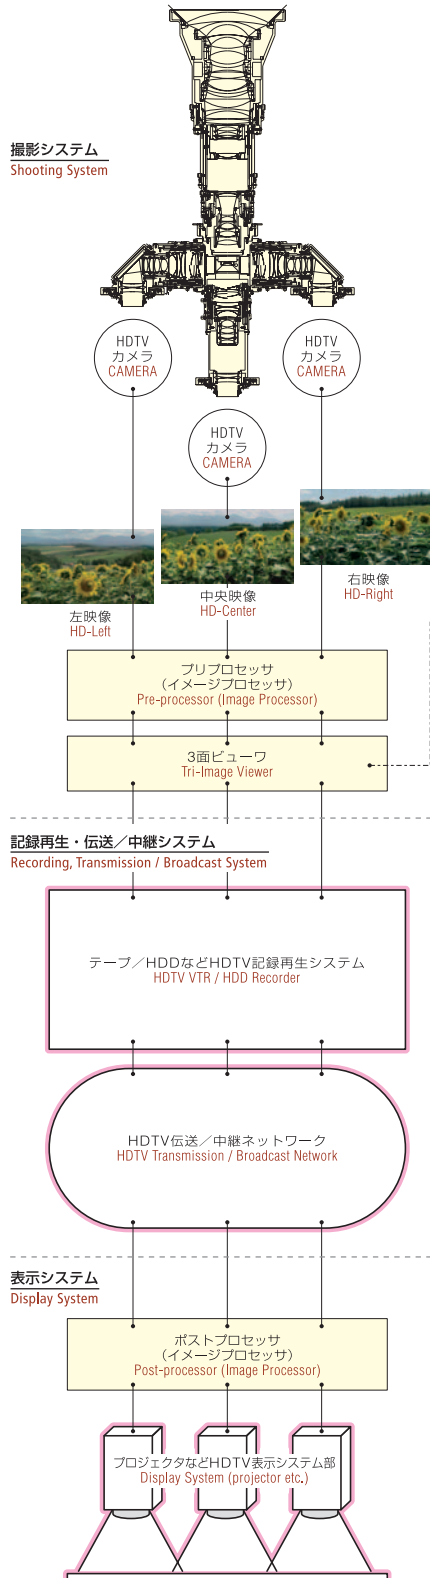 撮影システム
Shooting System
HDTV
カメラ
CAMERA
HDTV
カメラ
CAMERA
HDTV
カメラ
CAMERA
左映像
HD-Left
中央映像
HD-Center
右映像
HD-Right
プリプロセッサ
(イメージプロセッサ)
Pre-processor (Image Processor)
3面ビューワ
Tri-Image Viewer
記録再生・伝送／中継システム
Recording, Transmission / Broadcast System
テープ／HDDなどHDTV記録再生システム
HDTV VTR / HDD Recorder
HDTV伝送／中継ネットワーク
HDTV Transmission / Broadcast Network
表示システム
Display System
ポストプロセッサ
(イメージプロセッサ)
Post-processor (Image Processor)
プロジェクタなどHDTV表示システム部
Display System (projector etc.)